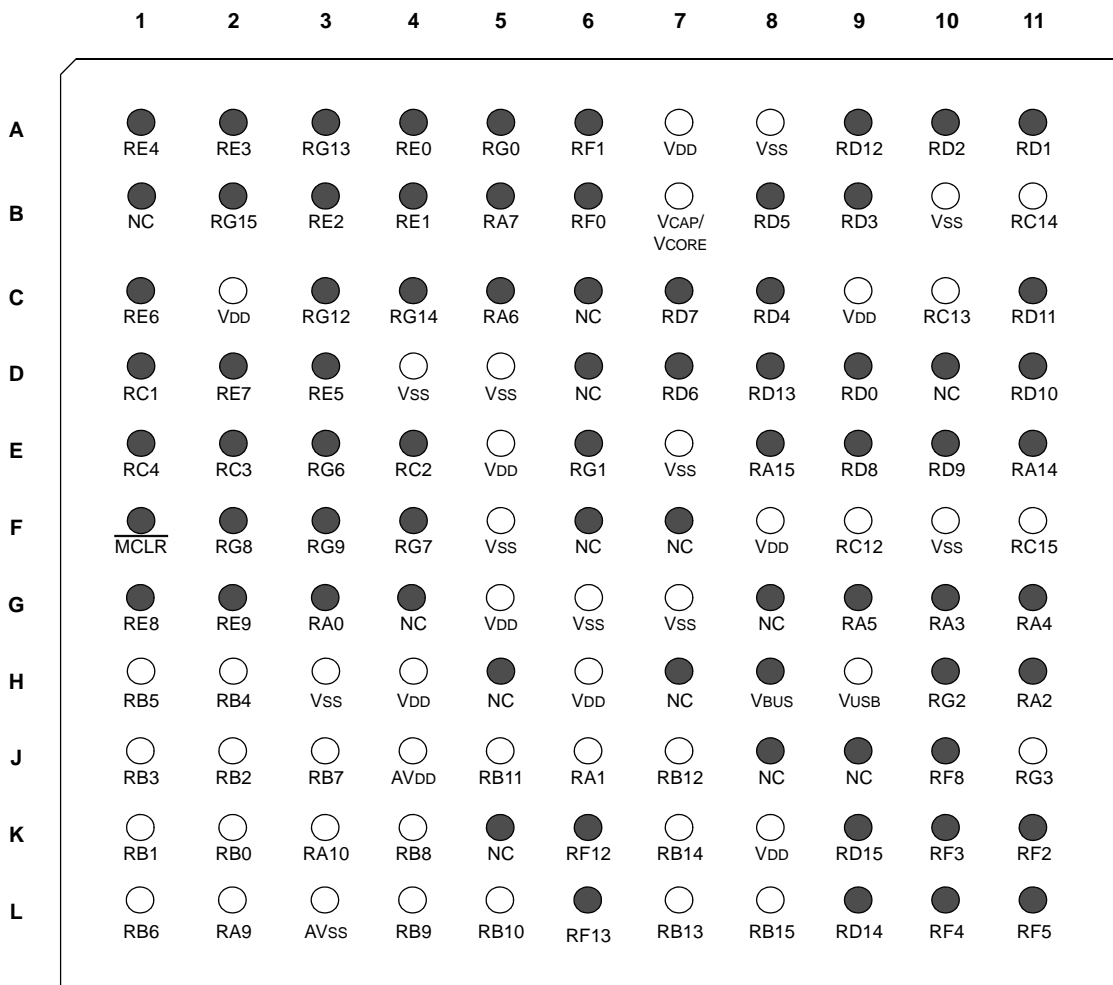 1 2 3 4 5 6 7 8 9 10 11
A
RE4 RE3 RG13 RE0 RG0 RF1 VDD VSS RD12 RD2 RD1
B
NC RG15 RE2 RE1 RA7 RF0 VCAP/ RD5 RD3 VSS RC14
VCORE
C
RE6 VDD RG12 RG14 RA6 NC RD7 RD4 VDD RC13 RD11
D
RC1 RE7 RE5 VSS VSS NC RD6 RD13 RD0 NC RD10
E
RC4 RC3 RG6 RC2 VDD RG1 VSS RA15 RD8 RD9 RA14
F
MCLR RG8 RG9 RG7 VSS NC NC VDD RC12 VSS RC15
G
RE8 RE9 RA0 NC VDD VSS VSS NC RA5 RA3 RA4
H
RB5 RB4 VSS VDD NC VDD NC VBUS VUSB RG2 RA2
J
RB3 RB2 RB7 AVDD RB11 RA1 RB12 NC NC RF8 RG3
K
RB1 RB0 RA10 RB8 NC RF12 RB14 VDD RD15 RF3 RF2
L
RB6 RA9 AVSS RB9 RB10 RF13 RB13 RB15 RD14 RF4 RF5